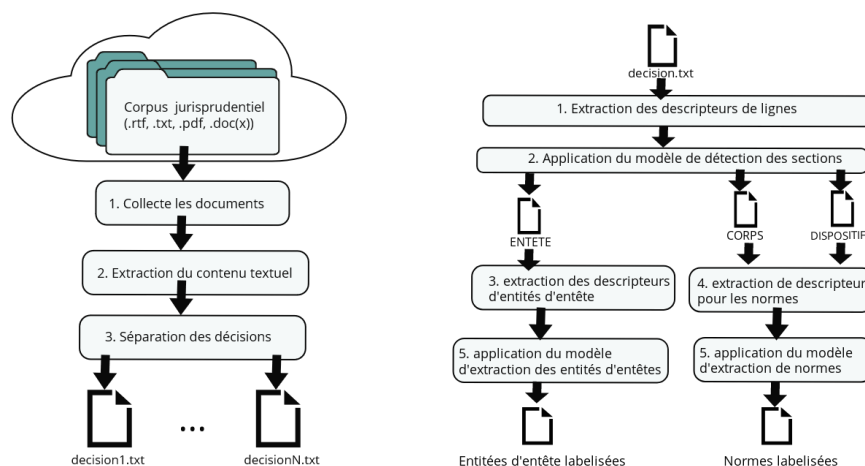 Corpus jurisprudentiel
(.rtf, .txt, .pdf, .doc(x))
1. Collecte les documents
2. Extraction du contenu textuel
3. Séparation des décisions
...
decision1.txt
decisionN.txt
decision.txt
1. Extraction des descripteurs de lignes
2. Application du modèle de détection des sections
ENTETE
CORPS
DISPOSITIF
3. extraction des descripteurs
d'entités d'entête
4. extraction de descripteur
pour les normes
5. application du modèle
d'extraction des entités d'entêtes
5. application du modèle
d'extraction de normes
Entitées d'entête labelisées
Normes labelisées